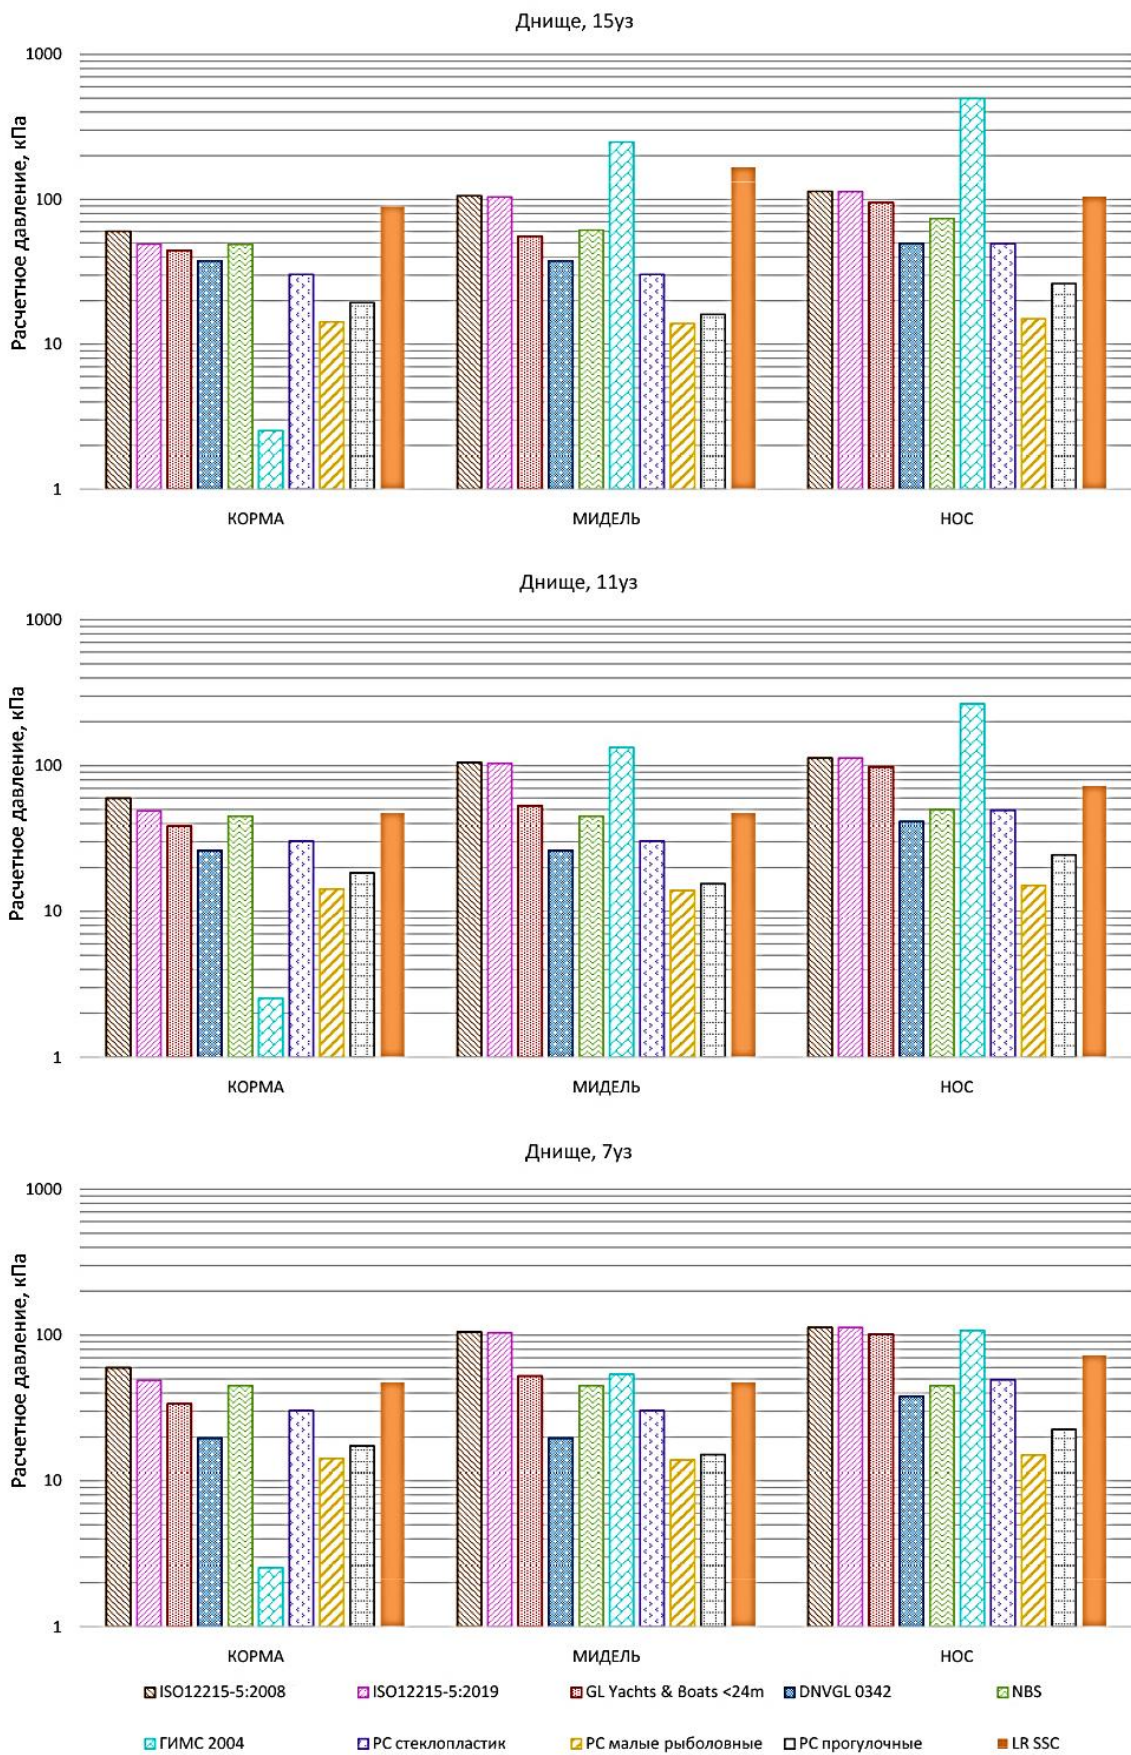 Днище, 15уз
Расчетное давление, кПа
1000
100
10
1
КОРМА МИДЕЛЬ НОС
Днище, 11уз
Расчетное давление, кПа
1000
100
10
1
КОРМА МИДЕЛЬ НОС
Днище, 7уз
Расчетное давление, кПа
1000
100
10
1
КОРМА МИДЕЛЬ НОС
ISO12215-5:2008 ISO12215-5:2019 GL Yachts & Boats <24m DNVGL 0342 NBS
ГИМС 2004 РС стеклопластик РС малые рыболовные РС прогулочные LR SSC